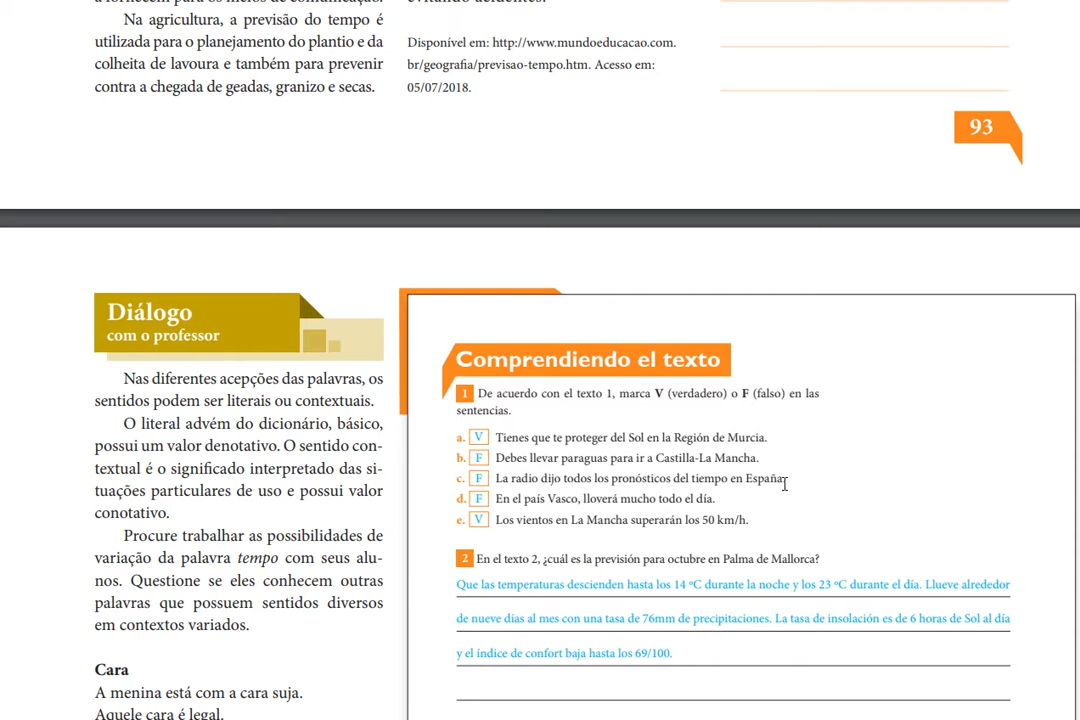 a fornecem para os meios de comunicação.
Na agricultura, a previsão do tempo é
utilizada para o planejamento do plantio e da
colheita de lavoura e também para prevenir
contra a chegada de geadas, granizo e secas.
evitando acidentes.
Disponível em: http://www.mundoeducacao.com.
br/geografia/previsao-tempo.htm. Acesso em:
05/07/2018.
93
Diálogo
com o professor
Nas diferentes acepções das palavras, os
sentidos podem ser literais ou contextuais.
O literal advém do dicionário, básico,
possui um valor denotativo. O sentido con-
textual é o significado interpretado das si-
tuações particulares de uso e possui valor
conotativo.
Procure trabalhar as possibilidades de
variação da palavra tempo com seus alu-
nos. Questione se eles conhecem outras
palavras que possuem sentidos diversos
em contextos variados.
Cara
A menina está com a cara suja.
Aquele cara é legal.
Comprendiendo el texto
1 De acuerdo con el texto 1, marca V (verdadero) o F (falso) en las
sentencias.
a. V Tienes que te proteger del Sol en la Región de Murcia.
b. F Debes llevar paraguas para ir a Castilla-La Mancha.
c. F La radio dijo todos los pronósticos del tiempo en España.
d. F En el país Vasco, lloverá mucho todo el día.
e. V Los vientos en La Mancha superarán los 50 km/h.
2 En el texto 2, ¿cuál es la previsión para octubre en Palma de Mallorca?
Que las temperaturas descienden hasta los 14 ºC durante la noche y los 23 ºC durante el día. Llueve alrededor
de nueve días al mes con una tasa de 76mm de precipitaciones. La tasa de insolación es de 6 horas de Sol al día
y el índice de confort baja hasta los 69/100.